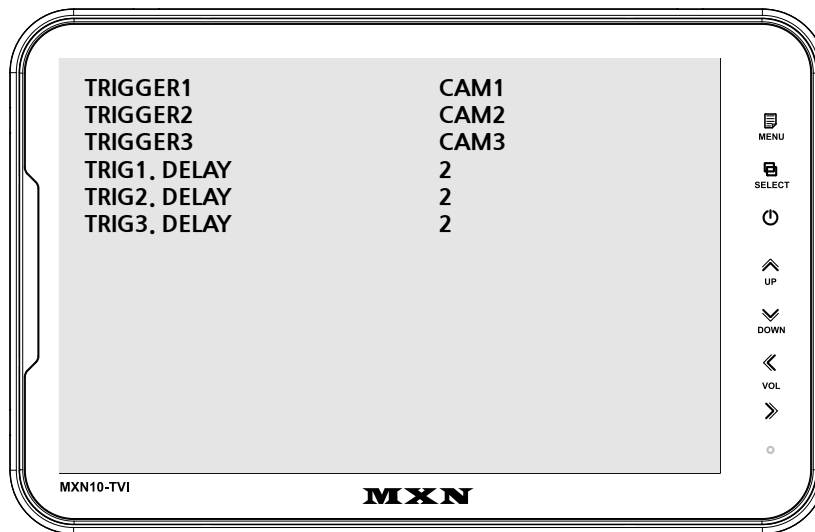 TRIGGER1 CAM1
TRIGGER2 CAM2
TRIGGER3 CAM3
TRIG1. DELAY 2
TRIG2. DELAY 2
TRIG3. DELAY 2
MENU
SELECT
UP
DOWN
VOL
MXN10-TVI
MXN